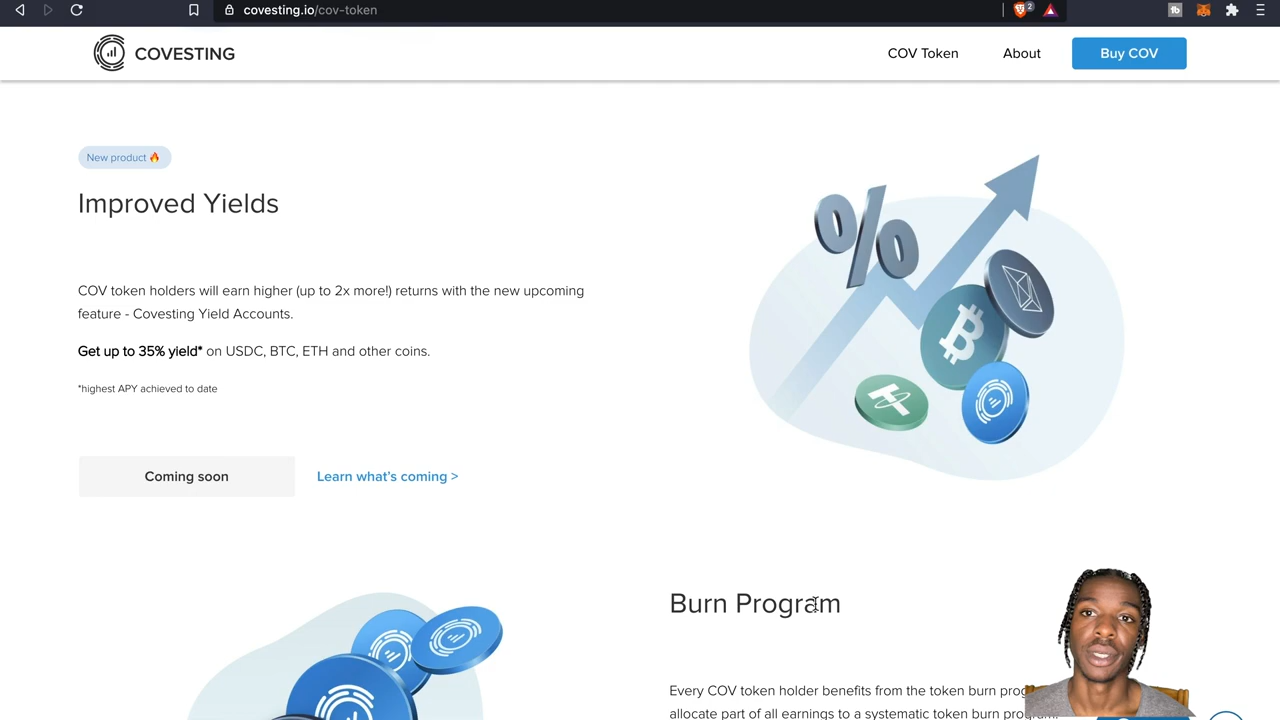 covesting.io/cov-token
2
COVESTING
COV Token
About
Buy COV
New product 🔥
Improved Yields
COV token holders will earn higher (up to 2x more!) returns with the new upcoming
feature - Covesting Yield Accounts.
Get up to 35% yield* on USDC, BTC, ETH and other coins.
*highest APY achieved to date
Coming soon
Learn what's coming >
%
Burn Program
Every COV token holder benefits from the token burn
allocate part of all earnings to a systematic token burn program.